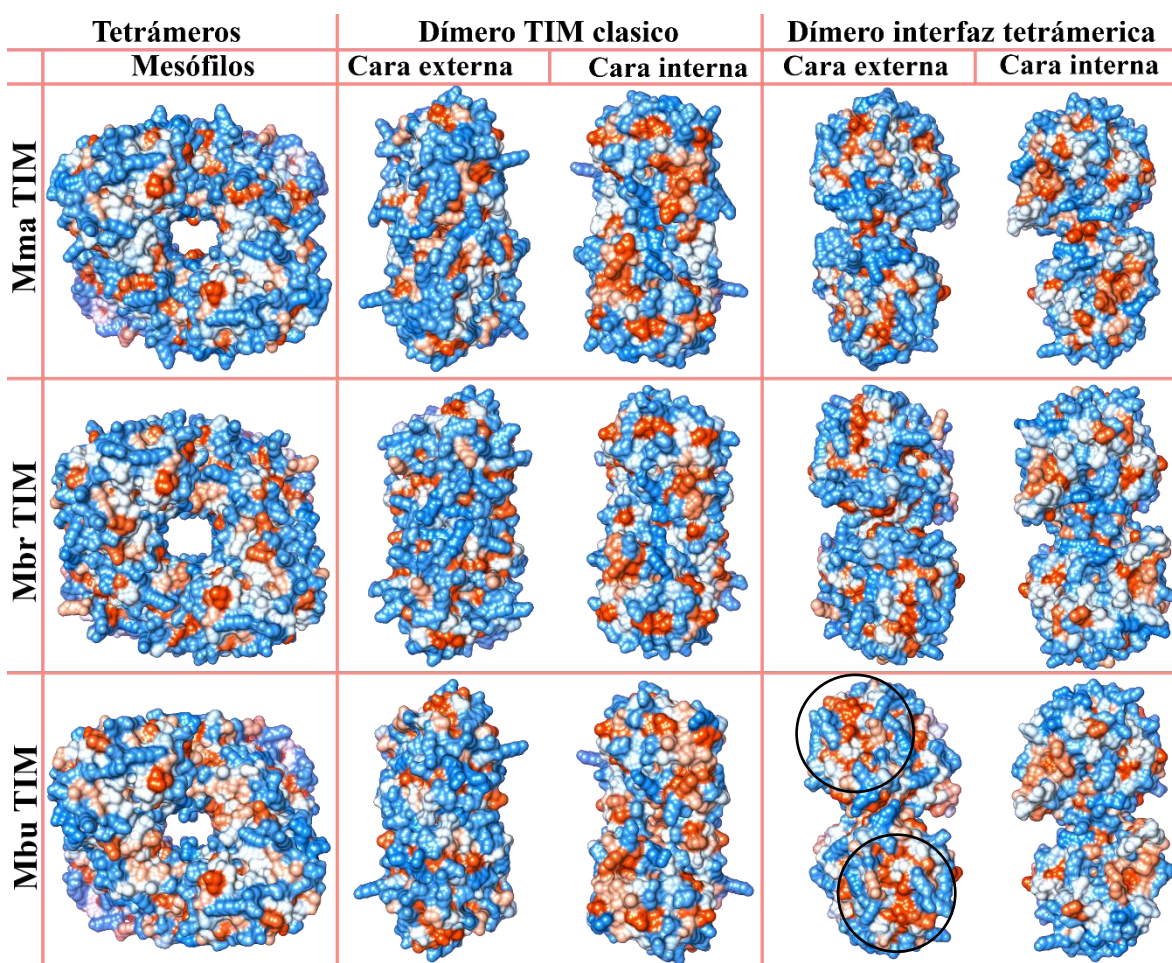 Tetrámeros Dímero TIM clasico Dímero interfaz tetrámerica
Mesófilos Cara externa Cara interna Cara externa Cara interna
Mma TIM
Mbr TIM
Mbu TIM